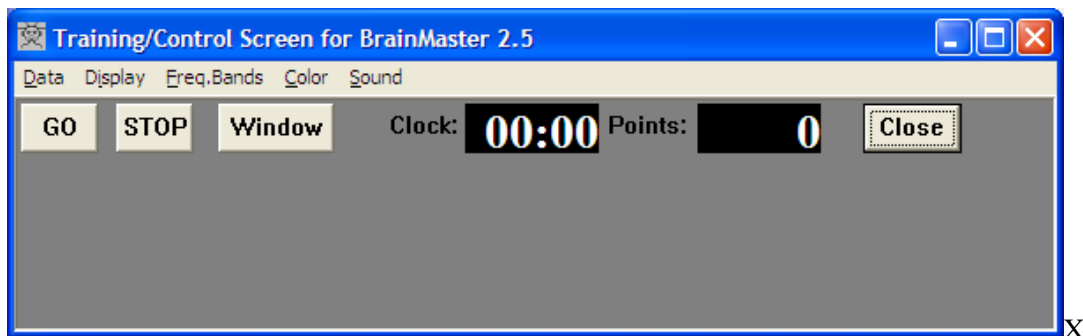 Training/Control Screen for BrainMaster 2.5
Data Display Freq.Bands Color Sound
GO STOP Window Clock: 00:00 Points: 0 Close
x